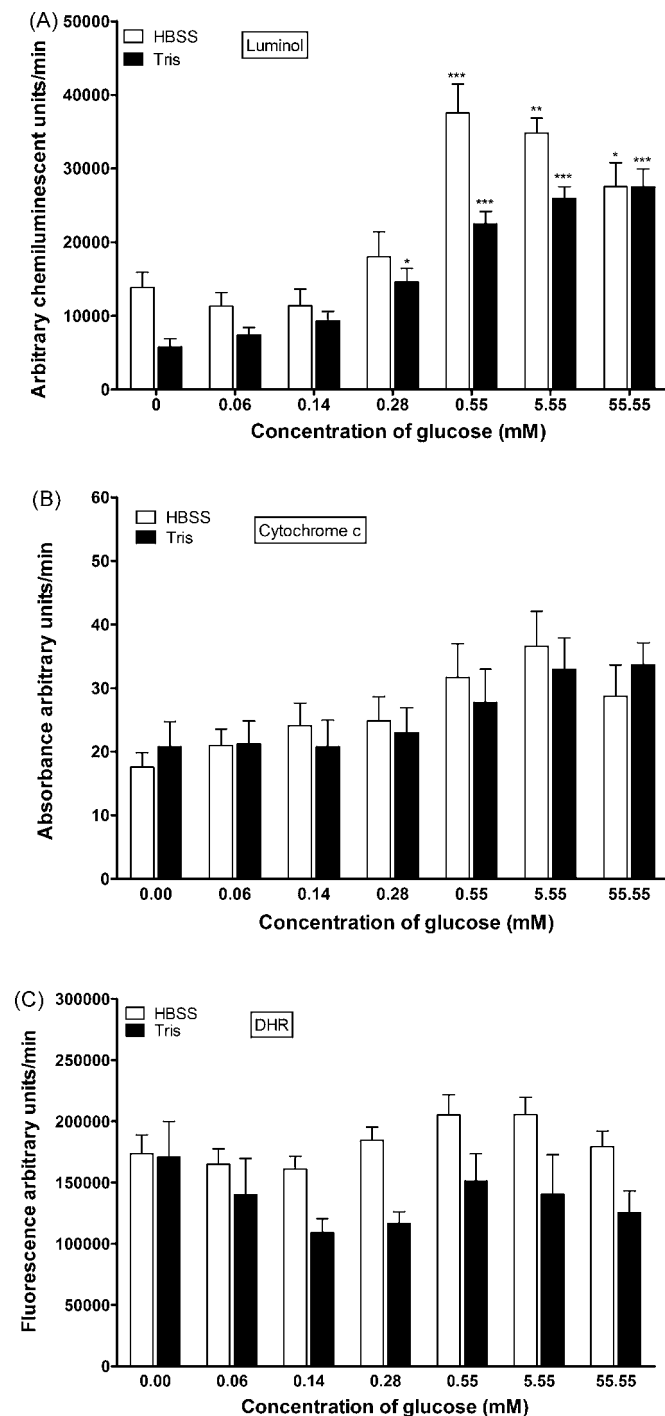 (A)
50000
HBSS
Tris
Luminol
40000
30000
20000
10000
0
***
**
* ***
***
***
*
Arbitrary chemiluminescent units/min
0 0.06 0.14 0.28 0.55 5.55 55.55
Concentration of glucose (mM)
(B)
60
HBSS
Tris
Cytochrome c
50
40
30
20
10
0
Absorbance arbitrary units/min
0.00 0.06 0.14 0.28 0.55 5.55 55.55
Concentration of glucose (mM)
(C)
300000
HBSS
Tris
DHR
250000
200000
150000
100000
50000
0
Fluorescence arbitrary units/min
0.00 0.06 0.14 0.28 0.55 5.55 55.55
Concentration of glucose (mM)